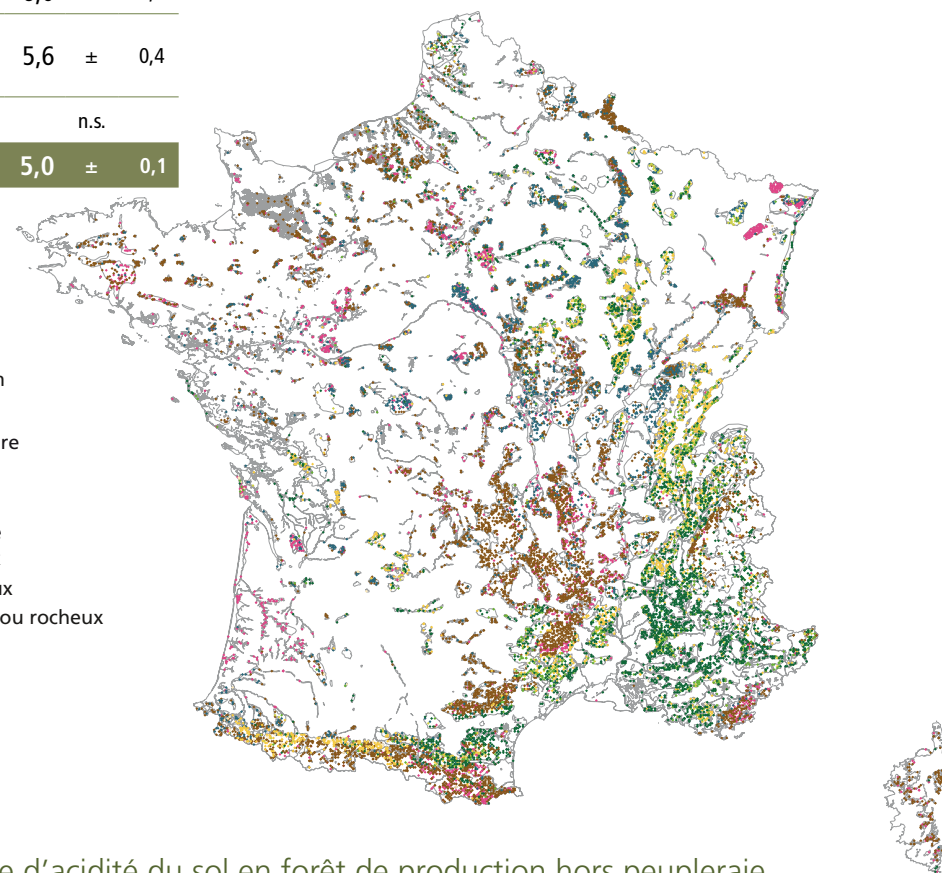 5,6 ± 0,4
n.s.
5,0 ± 0,1
re
ux
ou rocheux
e d’acidité du sol en forêt de production hors peupleraie